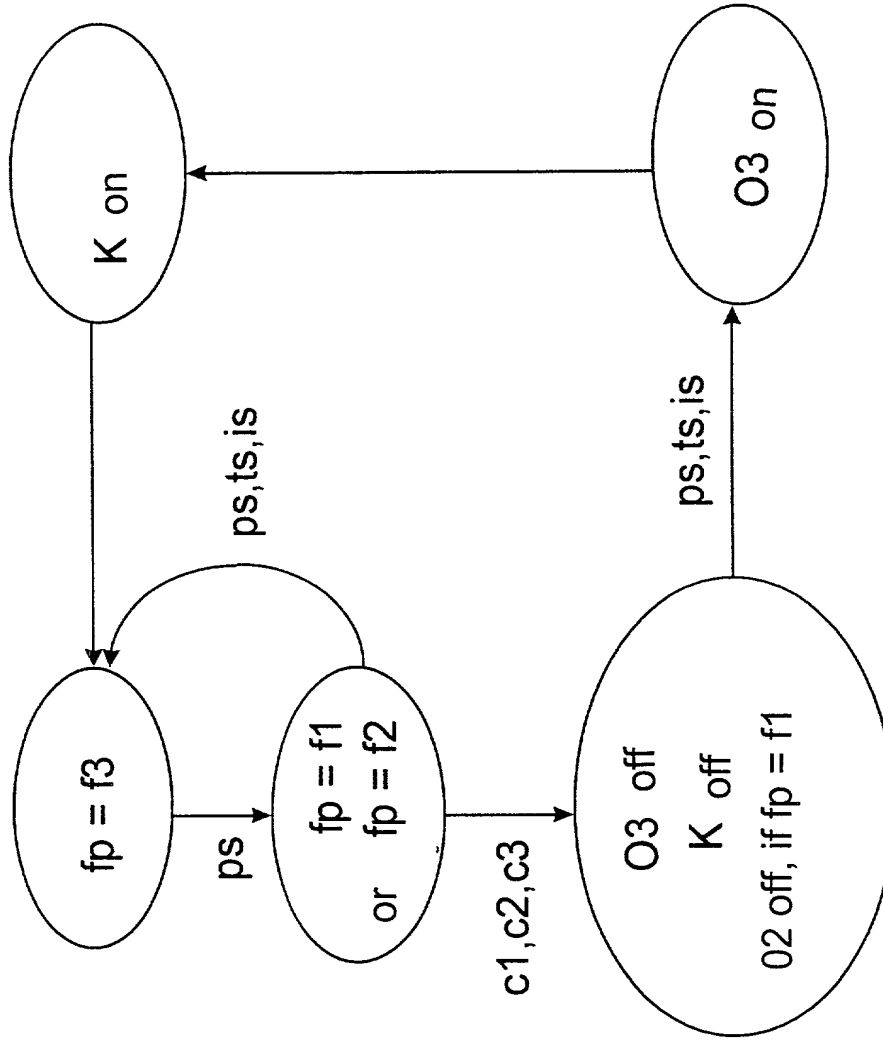 fp = f3
ps
fp = f1
or fp = f2
ps,ts,is
c1,c2,c3
O3 off
K off
02 off, if fp = f1
ps,ts,is
O3 on
K on